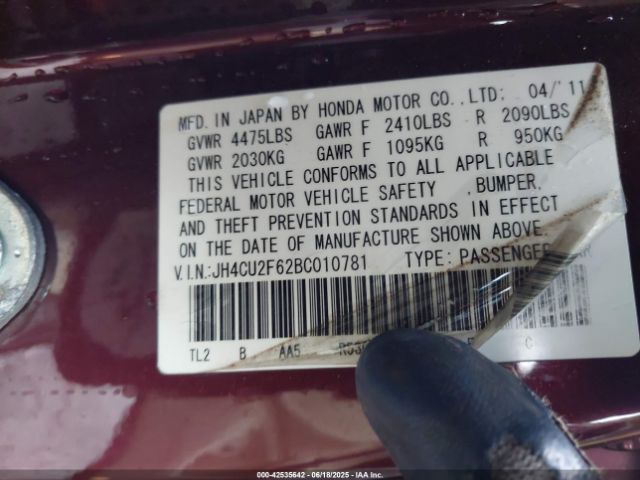 MFD. IN JAPAN BY HONDA MOTOR CO.,LTD: 04/'11
GVWR 4475LBS GAWR F 2410LBS R 2090LBS
GVWR 2030KG GAWR F 1095KG R 950KG
THIS VEHICLE CONFORMS TO ALL APPLICABLE
FEDERAL MOTOR VEHICLE SAFETY ,BUMPER,
AND THEFT PREVENTION STANDARDS IN EFFECT
ON THE DATE OF MANUFACTURE SHOWN ABOVE.
V.I.N:JH4CU2F62BC010781 TYPE: PASSENGER
TL2 B AA5 C
000-42535642 - 06/18/2025 - IAA Inc.